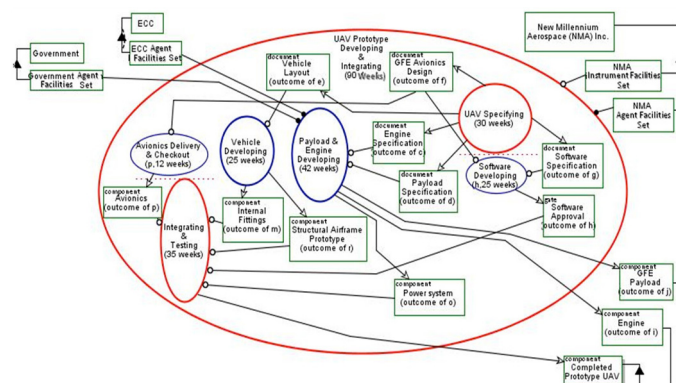 ECC
Government
ECC Agent
Facilities Set
Government Agent
Facilities Set
UAV Prototype
Developing &
Integrating
(90 Weeks)
New Millennium
Aerospace (NMA) Inc.
NMA
Instrument Facilities
Set
NMA
Agent Facilities
Set
document
Vehicle
Layout
(outcome of e)
document
GFE Avionics
Design
(outcome of f)
UAV Specifying
(30 weeks)
Avionics Delivery
& Checkout
(p,12 weeks)
Vehicle
Developing
(25 weeks)
Payload &
Engine
Developing
(42 weeks)
document
Engine
Specification
(outcome of c)
document
Payload
Specification
(outcome of d)
Software
Developing
(h,25 weeks)
document
Software
Specification
(outcome of g)
component
Avionics
(outcome of p)
Integrating
&
Testing
(35 weeks)
component
Internal
Fittings
(outcome of m)
component
Structural Airframe
Prototype
(outcome of r)
Software
Approval
(outcome of h)
component
Power system
(outcome of o)
component
GFE
Payload
(outcome of j)
component
Engine
(outcome of i)
component
Completed
Prototype UAV